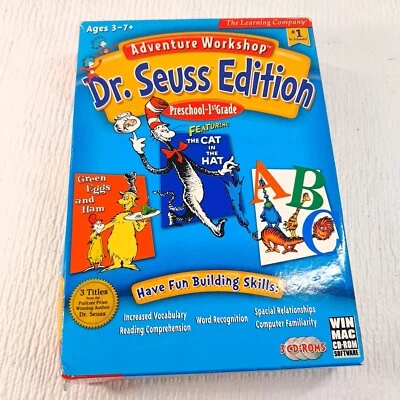 Ages 3-7+
The Learning Company
Adventure Workshop™
#1
Dr. Seuss Edition
Preschool-1st Grade
FEATURING
THE CAT
IN THE
HAT
Green
Eggs
and
Ham
A
B
C
3 Titles
from the
Pulitzer Prize
Winning Author
Dr. Seuss
Have Fun Building Skills:
Increased Vocabulary
Reading Comprehension
Word Recognition
Spacial Relationships
Computer Familiarity
3 CD-ROMS
WIN
MAC
CD-ROM
SOFTWARE